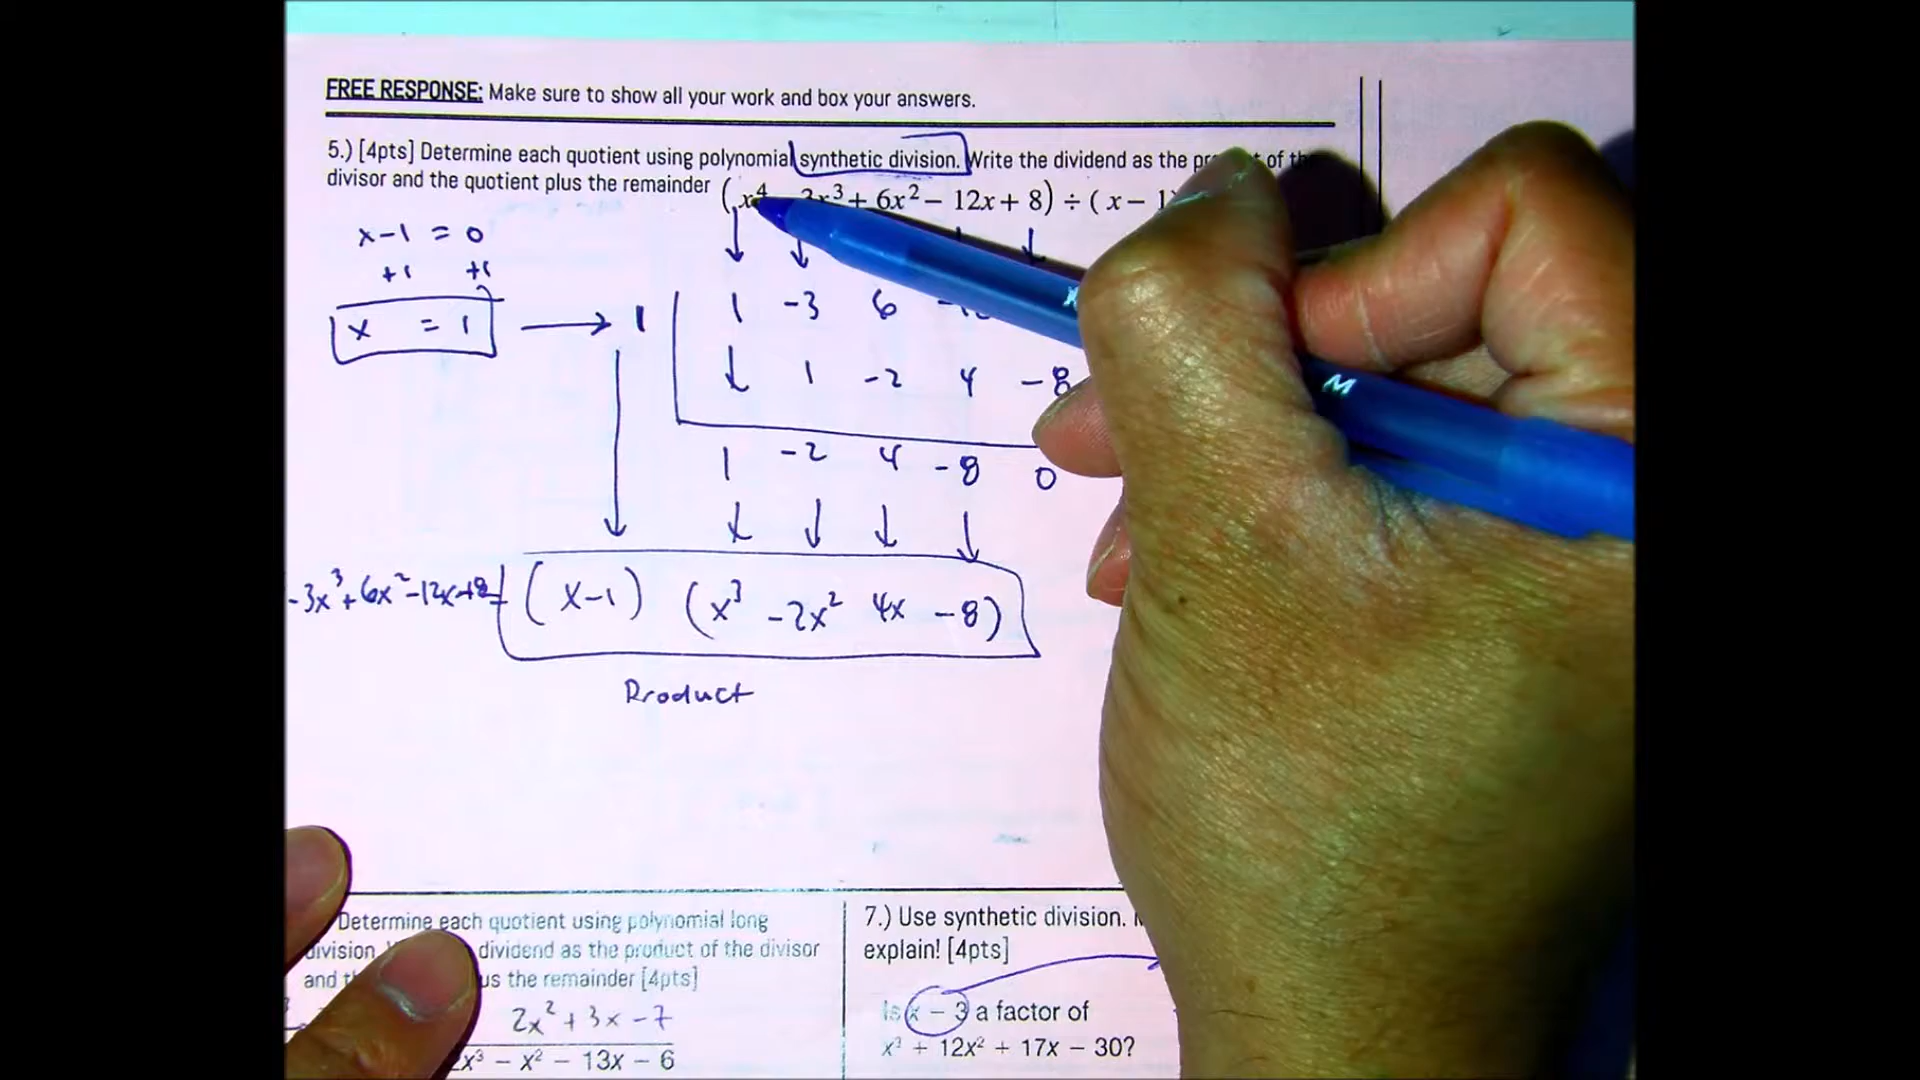 FREE RESPONSE: Make sure to show all your work and box your answers.
5.) [4pts] Determine each quotient using polynomial synthetic division. Write the dividend as the of
divisor and the quotient plus the remainder (x⁴ 3x³ + 6x² − 12x + 8) ÷ ( x − 1
x-1 = 0
+1 +1
x = 1 → 1
1 -3 6
1 -2 4 -8
1 -2 4 -8 0
-3x³+6x²-12x+8= (x-1) (x³ -2x² 4x -8)
Product
Determine each quotient using polynomial long
division. dividend as the product of the divisor
and us the remainder [4pts]
2x² + 3x - 7
x³ − x² − 13x − 6
7.) Use synthetic division.
explain! [4pts]
Is x − 3 a factor of
x³ + 12x² + 17x − 30?
M